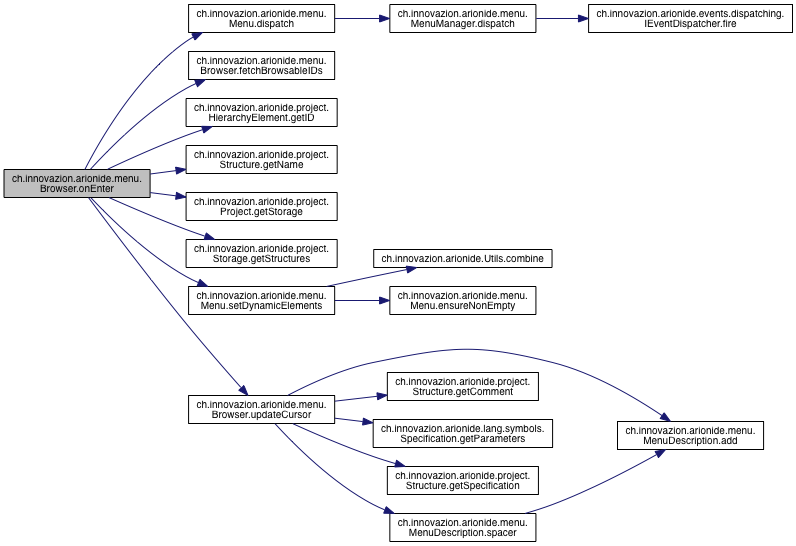 ch.innovazion.arionide.menu.
Browser.onEnter
ch.innovazion.arionide.menu.
Menu.dispatch
ch.innovazion.arionide.menu.
MenuManager.dispatch
ch.innovazion.arionide.events.dispatching.
IEventDispatcher.fire
ch.innovazion.arionide.menu.
Browser.fetchBrowsableIDs
ch.innovazion.arionide.project.
HierarchyElement.getID
ch.innovazion.arionide.project.
Structure.getName
ch.innovazion.arionide.project.
Project.getStorage
ch.innovazion.arionide.project.
Storage.getStructures
ch.innovazion.arionide.menu.
Menu.setDynamicElements
ch.innovazion.arionide.Utils.combine
ch.innovazion.arionide.menu.
Menu.ensureNonEmpty
ch.innovazion.arionide.menu.
Browser.updateCursor
ch.innovazion.arionide.project.
Structure.getComment
ch.innovazion.arionide.lang.symbols.
Specification.getParameters
ch.innovazion.arionide.project.
Structure.getSpecification
ch.innovazion.arionide.menu.
MenuDescription.spacer
ch.innovazion.arionide.menu.
MenuDescription.add